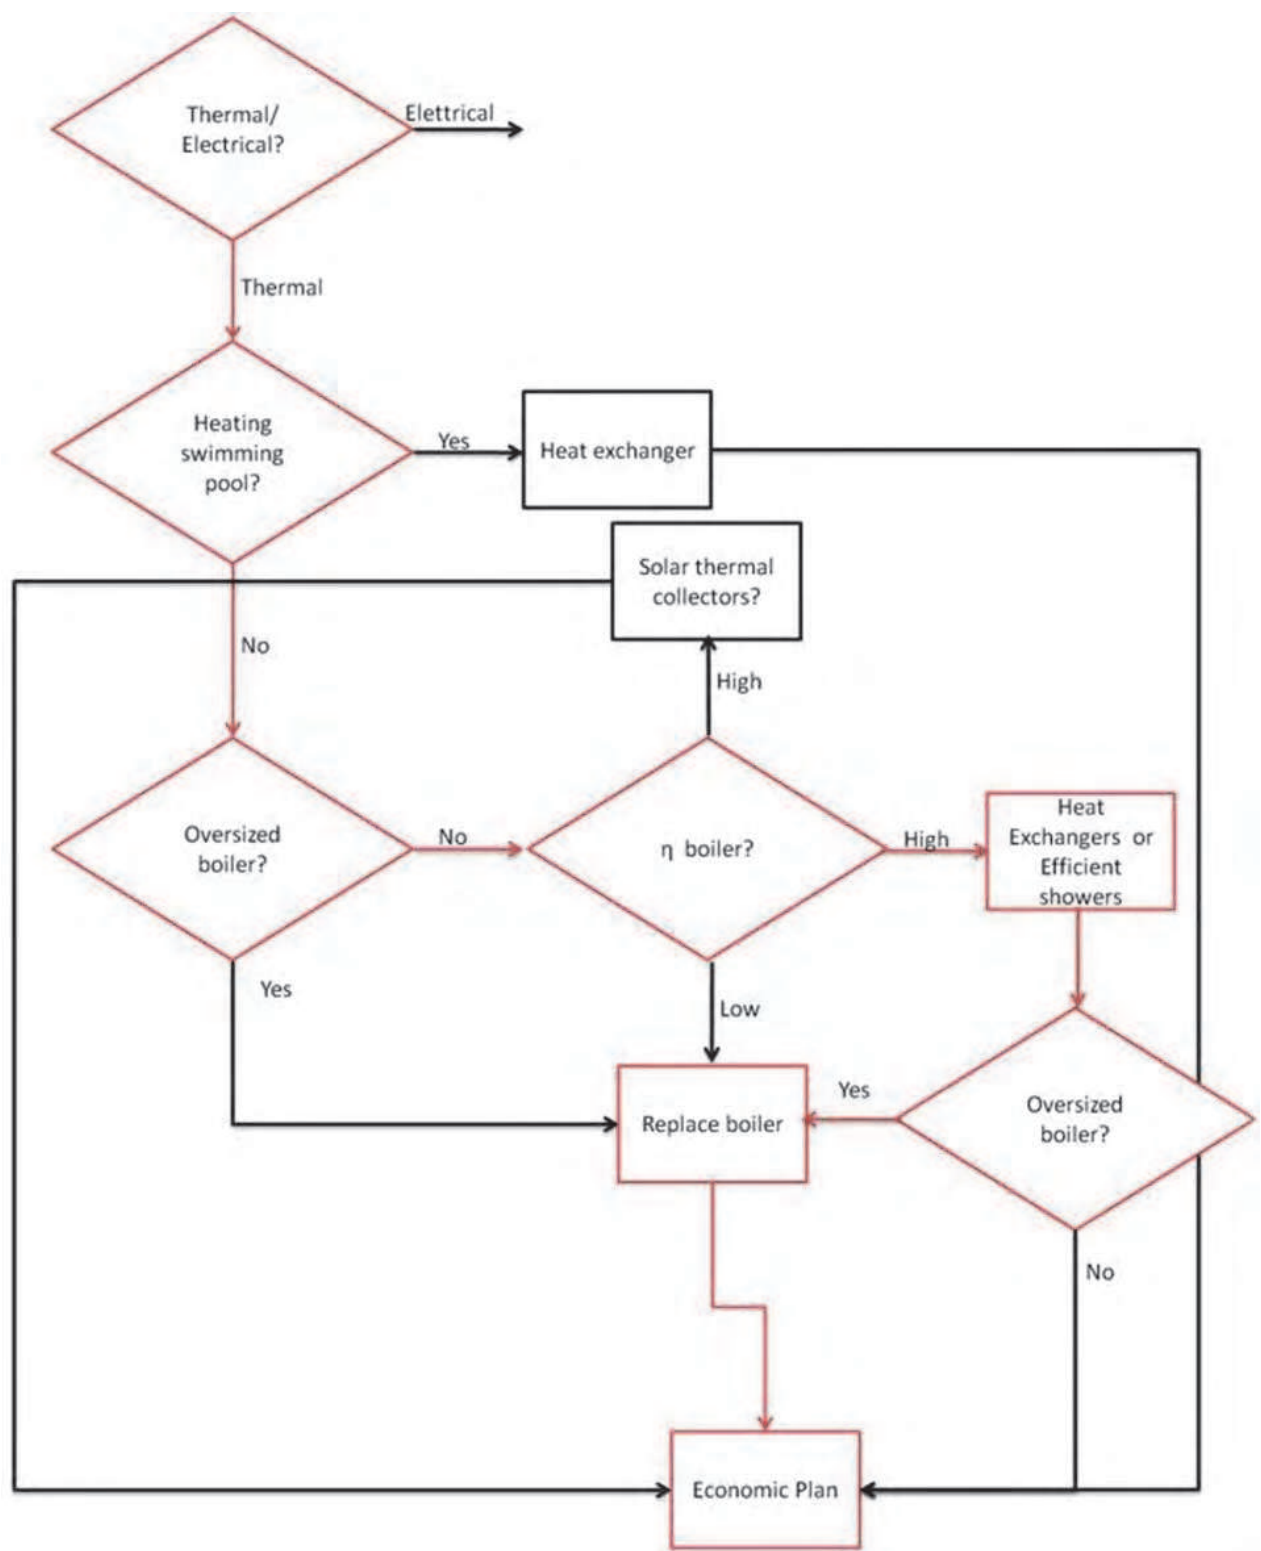 Thermal/
Electrical?
Elettrical
Thermal
Heating
swimming
pool?
Yes
Heat exchanger
Solar thermal
collectors?
No
High
Oversized
boiler?
No
η boiler?
High
Heat
Exchangers or
Efficient
showers
Yes
Low
Replace boiler
Yes
Oversized
boiler?
No
Economic Plan